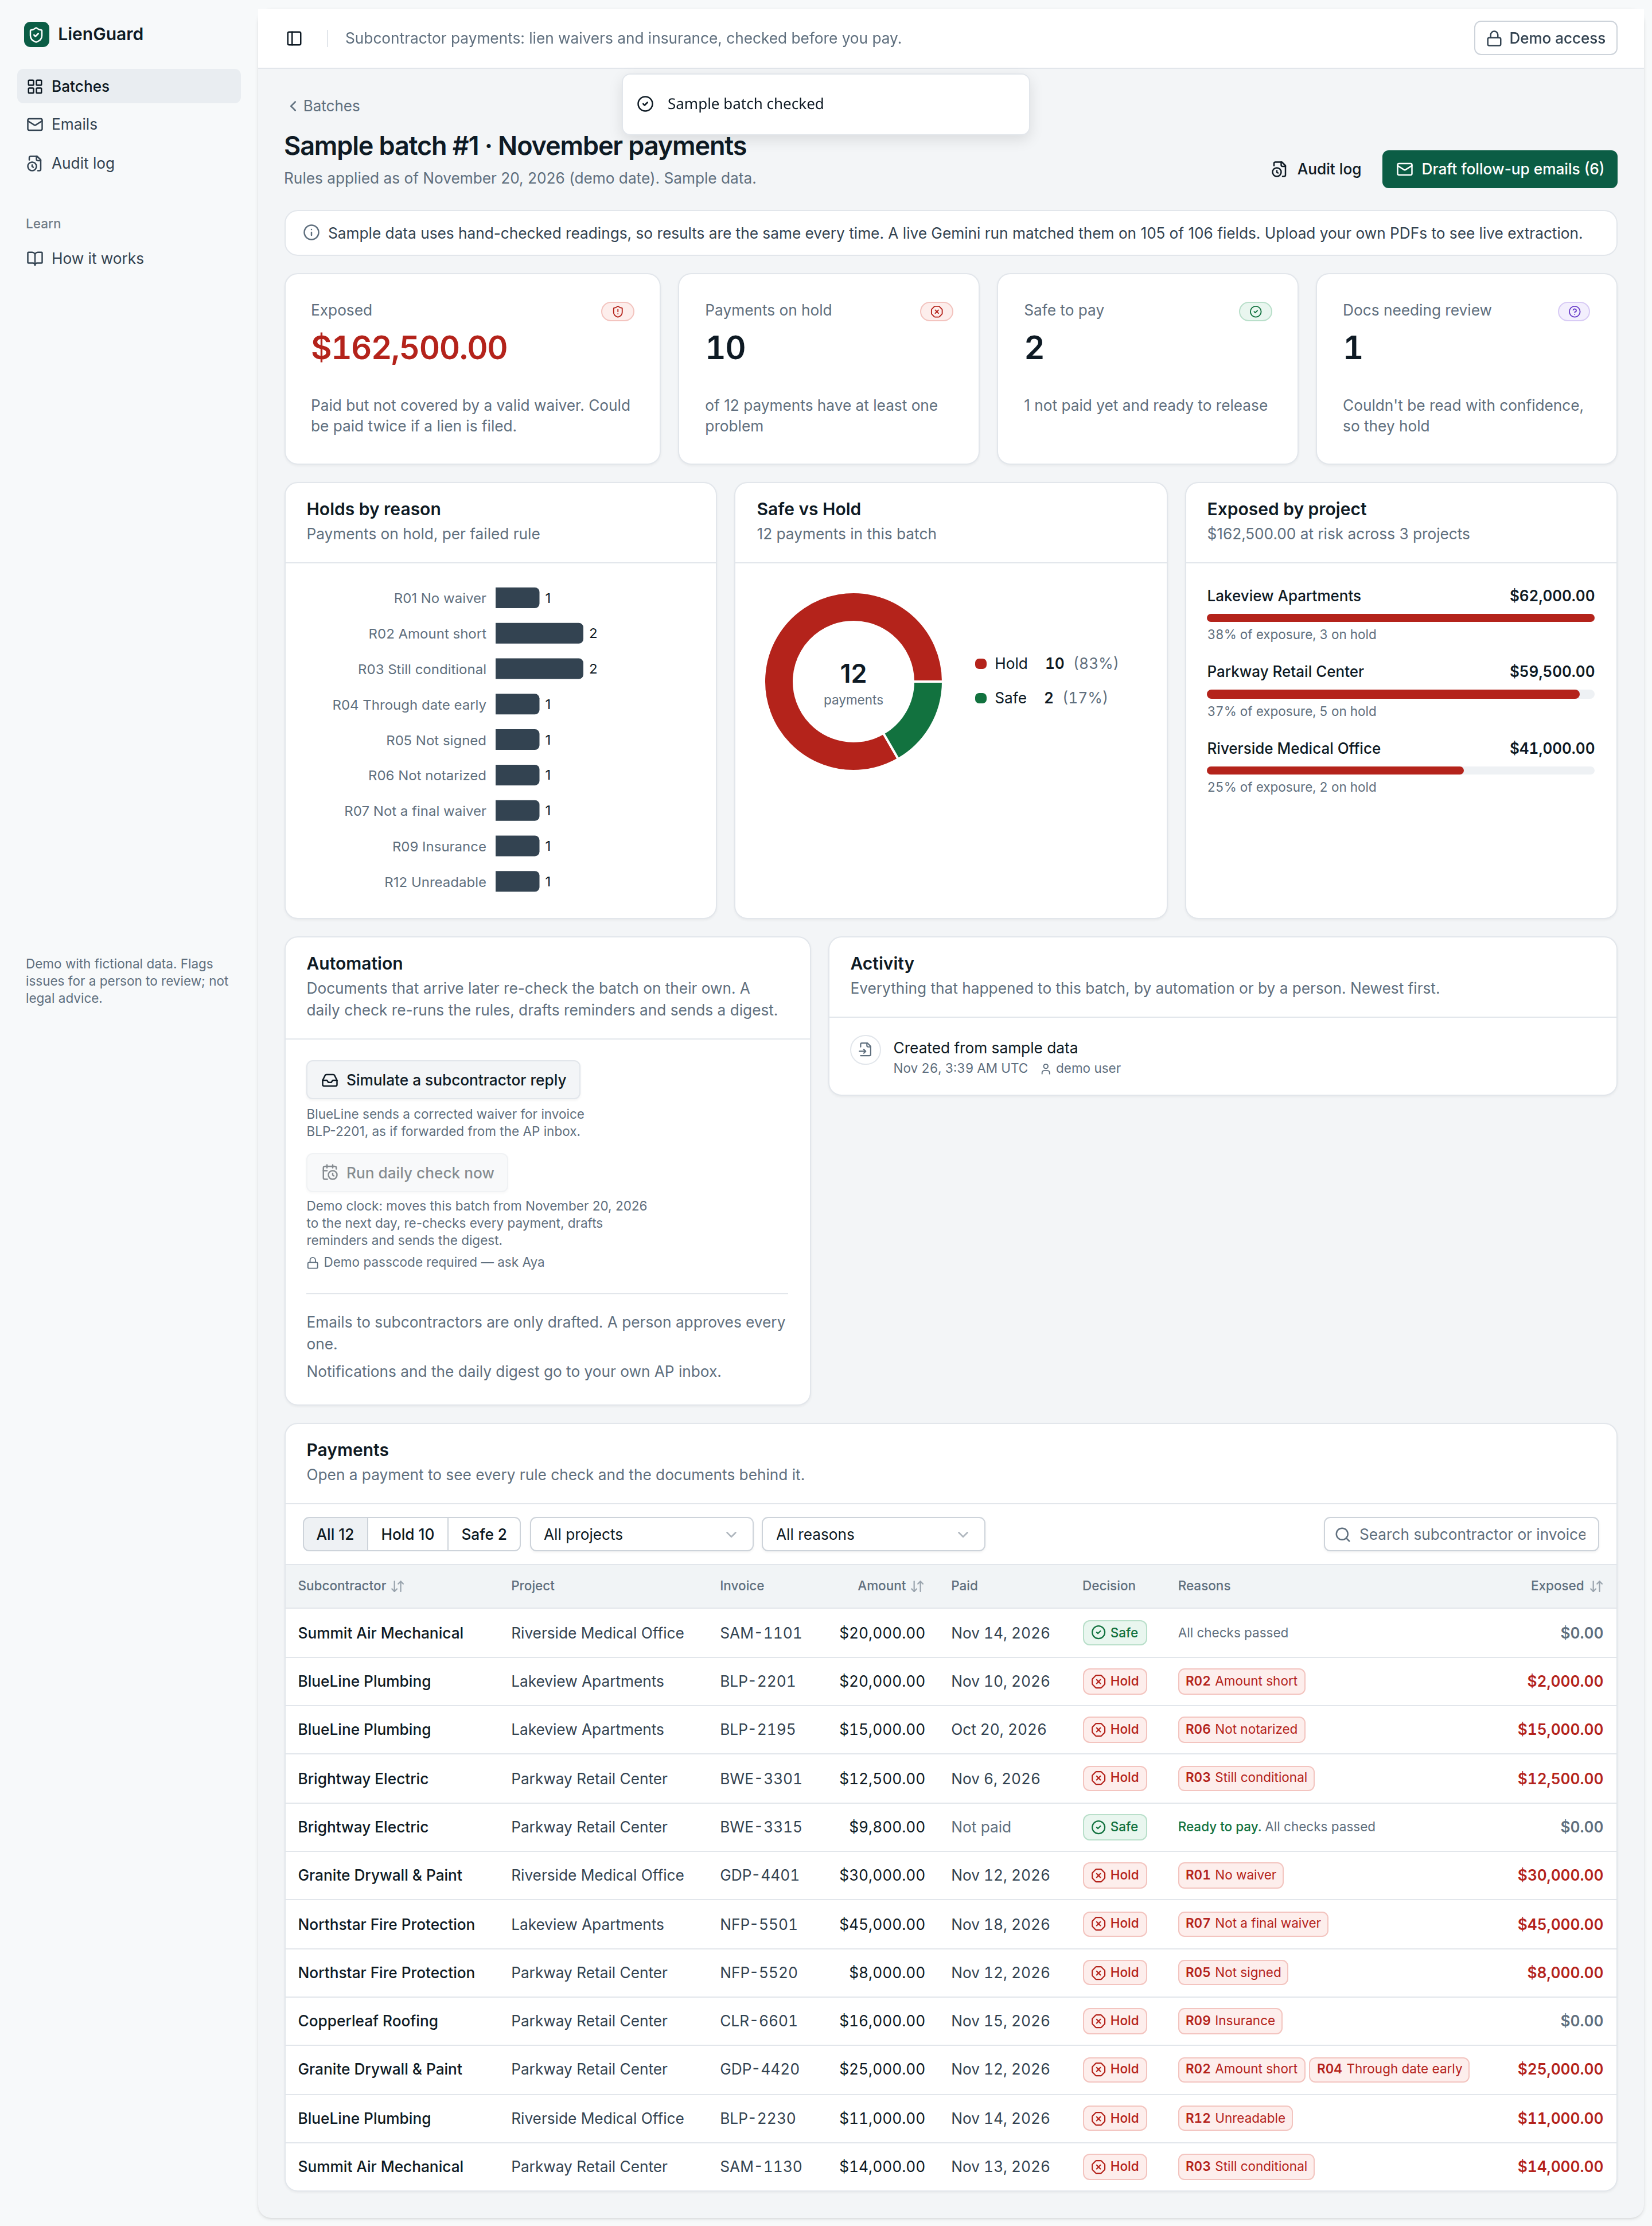 LienGuard
Batches
Emails
Audit log
Learn
How it works
Demo with fictional data. Flags
issues for a person to review; not
legal advice.
Subcontractor payments: lien waivers and insurance, checked before you pay.
Demo access
Sample batch checked
Batches
Sample batch #1 · November payments
Rules applied as of November 20, 2026 (demo date). Sample data.
Audit log
Draft follow-up emails (6)
Sample data uses hand-checked readings, so results are the same every time. A live Gemini run matched them on 105 of 106 fields. Upload your own PDFs to see live extraction.
Exposed
$162,500.00
Paid but not covered by a valid waiver. Could
be paid twice if a lien is filed.
Payments on hold
10
of 12 payments have at least one
problem
Safe to pay
2
1 not paid yet and ready to release
Docs needing review
1
Couldn't be read with confidence,
so they hold
Holds by reason
Payments on hold, per failed rule
R01 No waiver 1
R02 Amount short 2
R03 Still conditional 2
R04 Through date early 1
R05 Not signed 1
R06 Not notarized 1
R07 Not a final waiver 1
R09 Insurance 1
R12 Unreadable 1
Safe vs Hold
12 payments in this batch
12
payments
Hold 10 (83%)
Safe 2 (17%)
Exposed by project
$162,500.00 at risk across 3 projects
Lakeview Apartments $62,000.00
38% of exposure, 3 on hold
Parkway Retail Center $59,500.00
37% of exposure, 5 on hold
Riverside Medical Office $41,000.00
25% of exposure, 2 on hold
Automation
Documents that arrive later re-check the batch on their own. A
daily check re-runs the rules, drafts reminders and sends a digest.
Simulate a subcontractor reply
BlueLine sends a corrected waiver for invoice
BLP-2201, as if forwarded from the AP inbox.
Run daily check now
Demo clock: moves this batch from November 20, 2026
to the next day, re-checks every payment, drafts
reminders and sends the digest.
Demo passcode required — ask Aya
Emails to subcontractors are only drafted. A person approves every
one.
Notifications and the daily digest go to your own AP inbox.
Activity
Everything that happened to this batch, by automation or by a person. Newest first.
Created from sample data
Nov 26, 3:39 AM UTC demo user
Payments
Open a payment to see every rule check and the documents behind it.
All 12 Hold 10 Safe 2 All projects All reasons Search subcontractor or invoice
Subcontractor Project Invoice Amount Paid Decision Reasons Exposed
Summit Air Mechanical Riverside Medical Office SAM-1101 $20,000.00 Nov 14, 2026 Safe All checks passed $0.00
BlueLine Plumbing Lakeview Apartments BLP-2201 $20,000.00 Nov 10, 2026 Hold R02 Amount short $2,000.00
BlueLine Plumbing Lakeview Apartments BLP-2195 $15,000.00 Oct 20, 2026 Hold R06 Not notarized $15,000.00
Brightway Electric Parkway Retail Center BWE-3301 $12,500.00 Nov 6, 2026 Hold R03 Still conditional $12,500.00
Brightway Electric Parkway Retail Center BWE-3315 $9,800.00 Not paid Safe Ready to pay. All checks passed $0.00
Granite Drywall & Paint Riverside Medical Office GDP-4401 $30,000.00 Nov 12, 2026 Hold R01 No waiver $30,000.00
Northstar Fire Protection Lakeview Apartments NFP-5501 $45,000.00 Nov 18, 2026 Hold R07 Not a final waiver $45,000.00
Northstar Fire Protection Parkway Retail Center NFP-5520 $8,000.00 Nov 12, 2026 Hold R05 Not signed $8,000.00
Copperleaf Roofing Parkway Retail Center CLR-6601 $16,000.00 Nov 15, 2026 Hold R09 Insurance $0.00
Granite Drywall & Paint Parkway Retail Center GDP-4420 $25,000.00 Nov 12, 2026 Hold R02 Amount short R04 Through date early $25,000.00
BlueLine Plumbing Riverside Medical Office BLP-2230 $11,000.00 Nov 14, 2026 Hold R12 Unreadable $11,000.00
Summit Air Mechanical Parkway Retail Center SAM-1130 $14,000.00 Nov 13, 2026 Hold R03 Still conditional $14,000.00